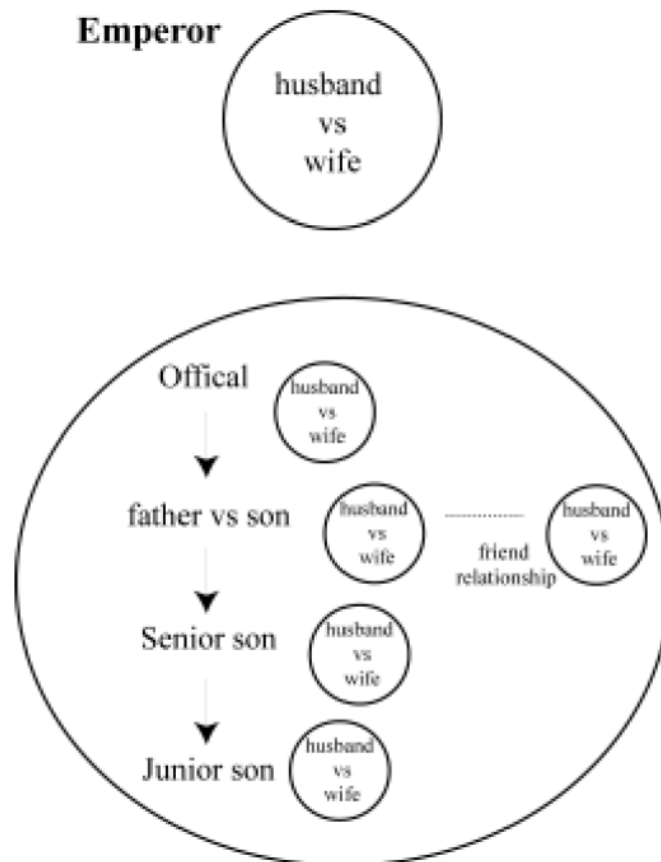 Emperor
husband
vs
wife
Offical
husband
vs
wife
father vs son
husband
vs
wife
friend
relationship
husband
vs
wife
Senior son
husband
vs
wife
Junior son
husband
vs
wife